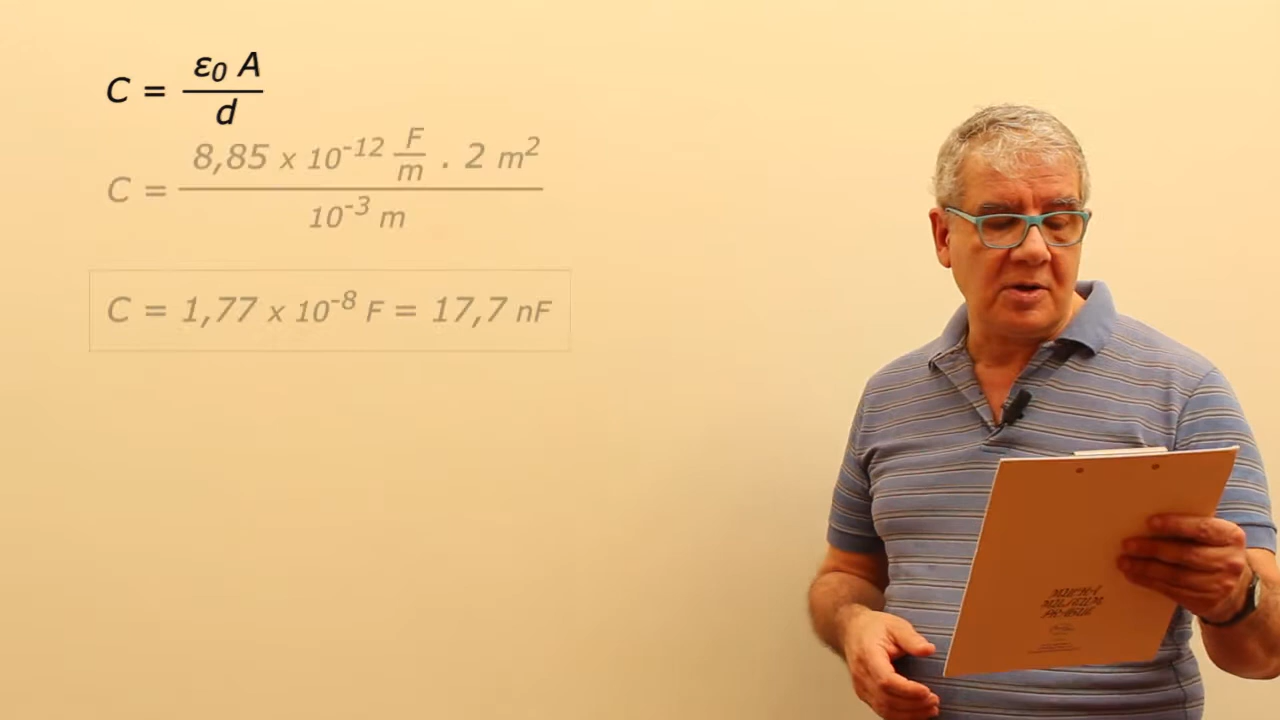 C = ε₀ A / d
C = 8,85 x 10⁻¹² F/m . 2 m² / 10⁻³ m
C = 1,77 x 10⁻⁸ F = 17,7 nF